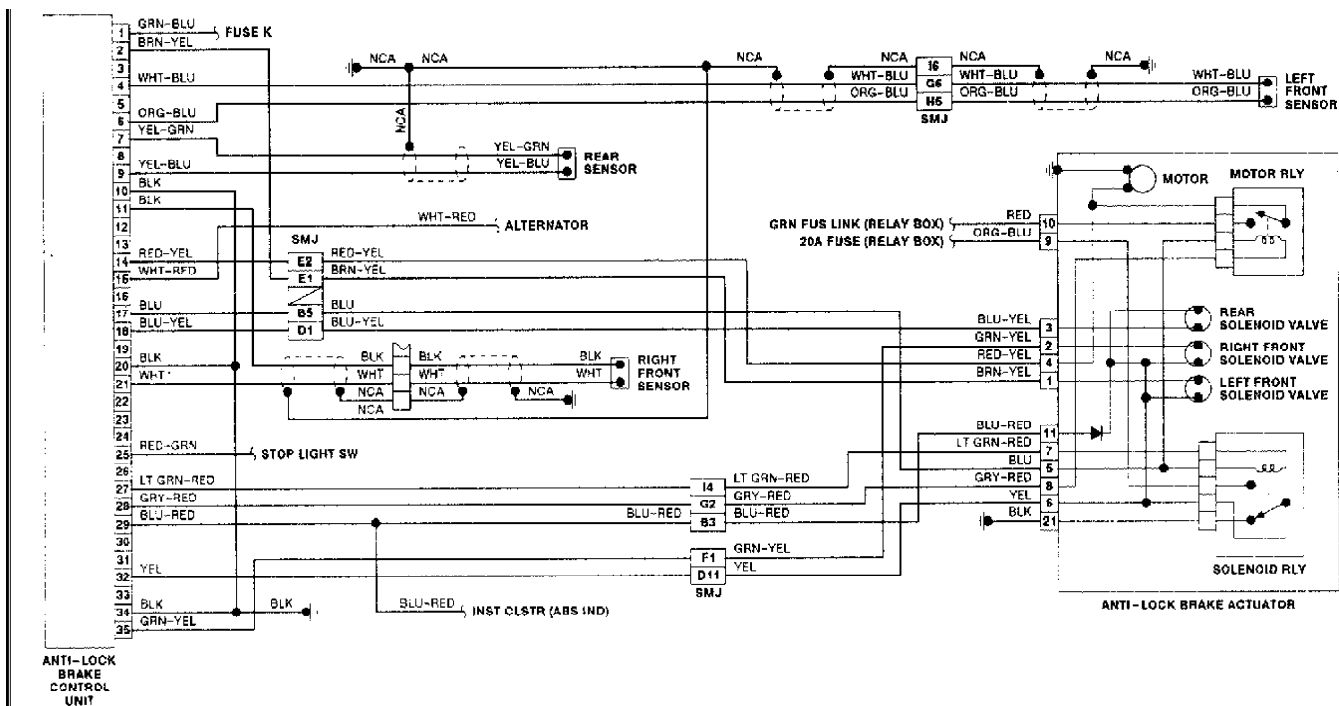 1 GRN-BLU FUSE K
2 BRN-YEL
3
4 WHT-BLU
5
6 ORG-BLU
7 YEL-GRN
8
9 YEL-BLU
10 BLK
11 BLK
12
13
14 RED-YEL
15 WHT-RED
16
17 BLU
18 BLU-YEL
19
20 BLK
21 WHT
22
23
24
25 RED-GRN STOP LIGHT SW
26
27 LT GRN-RED
28 GRY-RED
29 BLU-RED
30
31
32 YEL
33
34 BLK BLK
35 GRN-YEL
ANTI-LOCK
BRAKE
CONTROL
UNIT
NCA NCA NCA NCA I6 NCA NCA
WHT-BLU G6 WHT-BLU WHT-BLU
ORG-BLU H5 ORG-BLU ORG-BLU
SMJ
LEFT
FRONT
SENSOR
NCA
YEL-GRN
YEL-BLU
REAR
SENSOR
WHT-RED ALTERNATOR
SMJ
E2 RED-YEL
E1 BRN-YEL
B5 BLU
D1 BLU-YEL
BLK BLK BLK
WHT WHT WHT
NCA NCA NCA
NCA
RIGHT
FRONT
SENSOR
I4 LT GRN-RED
G2 GRY-RED
BLU-RED B3 BLU-RED
F1 GRN-YEL
D11 YEL
SMJ
BLU-RED INST CLSTR (ABS IND)
GRN FUS LINK (RELAY BOX) RED 10
20A FUSE (RELAY BOX) ORG-BLU 9
BLU-YEL 3
GRN-YEL 2
RED-YEL 4
BRN-YEL 1
BLU-RED 11
LT GRN-RED 7
BLU 5
GRY-RED 8
YEL 6
BLK 21
MOTOR
MOTOR RLY
REAR
SOLENOID VALVE
RIGHT FRONT
SOLENOID VALVE
LEFT FRONT
SOLENOID VALVE
SOLENOID RLY
ANTI-LOCK BRAKE ACTUATOR